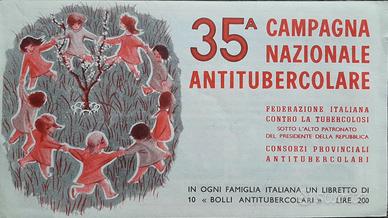 35A CAMPAGNA
NAZIONALE
ANTITUBERCOLARE
FEDERAZIONE ITALIANA
CONTRO LA TUBERCOLOSI
SOTTO L'ALTO PATRONATO
DEL PRESIDENTE DELLA REPUBBLICA
CONSORZI PROVINCIALI
ANTITUBERCOLARI
IN OGNI FAMIGLIA ITALIANA UN LIBRETTO DI
10 « BOLLI ANTITUBERCOLARI » LIRE 200